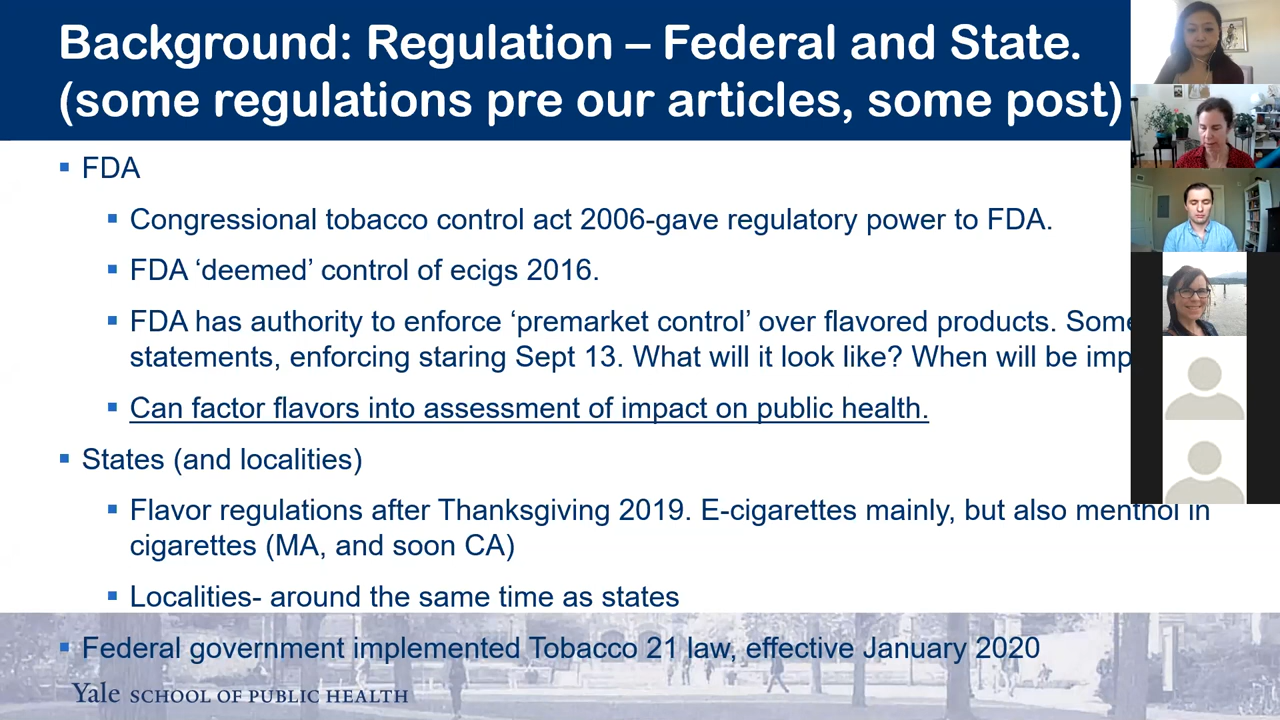 Background: Regulation – Federal and State.
(some regulations pre our articles, some post)
▪ FDA
▪ Congressional tobacco control act 2006-gave regulatory power to FDA.
▪ FDA ‘deemed’ control of ecigs 2016.
▪ FDA has authority to enforce ‘premarket control’ over flavored products. Some
statements, enforcing staring Sept 13. What will it look like? When will be
▪ Can factor flavors into assessment of impact on public health.
▪ States (and localities)
▪ Flavor regulations after Thanksgiving 2019. E-cigarettes mainly, but also menthol in
cigarettes (MA, and soon CA)
▪ Localities- around the same time as states
▪ Federal government implemented Tobacco 21 law, effective January 2020
Yale SCHOOL OF PUBLIC HEALTH